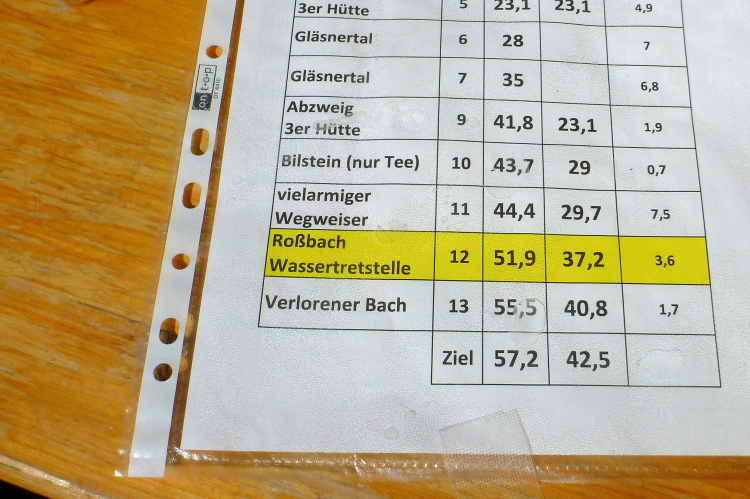 3er Hütte 5 23,1 23,1 4,9
Gläsnertal 6 28 7
Gläsnertal 7 35 6,8
Abzweig
3er Hütte 9 41,8 23,1 1,9
Bilstein (nur Tee) 10 43,7 29 0,7
vielarmiger
Wegweiser 11 44,4 29,7 7,5
Roßbach
Wassertretstelle 12 51,9 37,2 3,6
Verlorener Bach 13 55,5 40,8 1,7
Ziel 57,2 42,5